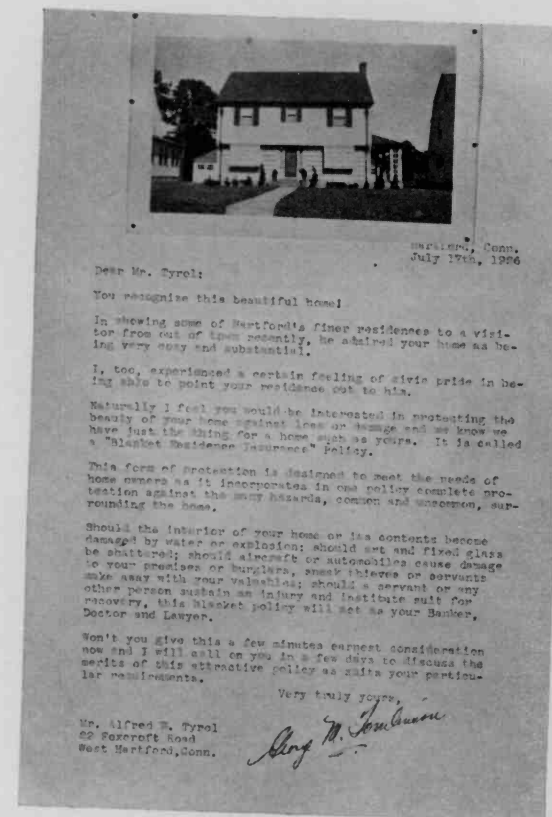 Hartford, Conn.
July 17th, 1926
Dear Mr. Tyrol:
You recognize this beautiful home!
In showing some of Hartford's finer residences to a visi-
tor from out of town recently, he admired your home as be-
ing very cozy and substantial.
I, too, experienced a certain feeling of civic pride in be-
ing able to point your residence out to him.
Naturally I feel you would be interested in protecting the
beauty of your home against loss or damage and we know we
have just the thing for a home such as yours. It is called
a "Blanket Residence Insurance" Policy.
This form of protection is designed to meet the needs of
home owners as it incorporates in one policy complete pro-
tection against the many hazards, common and uncommon, sur-
rounding the home.
Should the interior of your home or its contents become
damaged by water or explosion; should art and fixed glass
be shattered; should aircraft or automobiles cause damage
to your premises or burglars, sneak thieves or servants
make away with your valuables; should a servant or any
other person sustain an injury and institute suit for
recovery, this blanket policy will act as your Banker,
Doctor and Lawyer.
Won't you give this a few minutes earnest consideration
now and I will call on you in a few days to discuss the
merits of this attractive policy as suits your particu-
lar requirements.
Very truly yours,
Georg M. Tomlinson
Mr. Alfred W. Tyrol
22 Foxcroft Road
West Hartford,Conn.